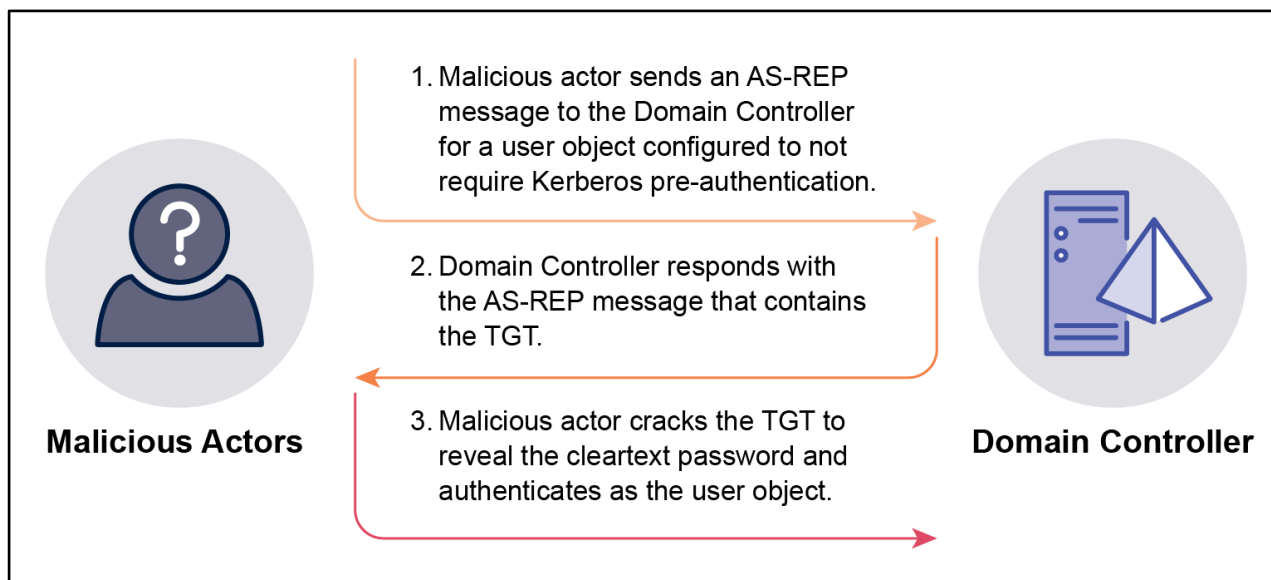 1. Malicious actor sends an AS-REP
message to the Domain Controller
for a user object configured to not
require Kerberos pre-authentication.
2. Domain Controller responds with
the AS-REP message that contains
the TGT.
3. Malicious actor cracks the TGT to
reveal the cleartext password and
authenticates as the user object.
?
Malicious Actors
Domain Controller